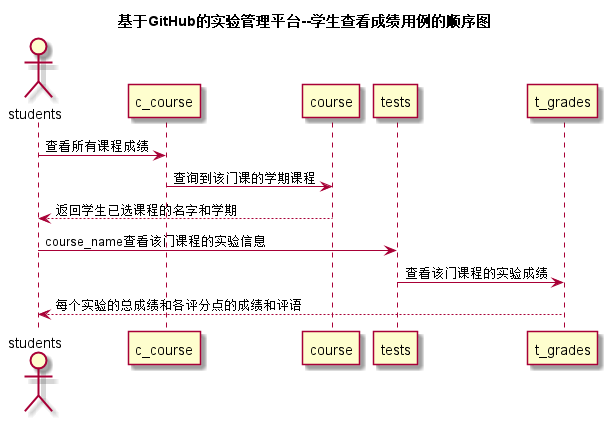 基于GitHub的实验管理平台--学生查看成绩用例的顺序图
students
c_course
course
tests
t_grades
查看所有课程成绩
查询到该门课的学期课程
返回学生已选课程的名字和学期
course_name查看该门课程的实验信息
查看该门课程的实验成绩
每个实验的总成绩和各评分点的成绩和评语
students
c_course
course
tests
t_grades